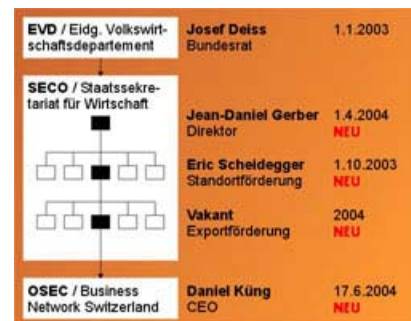 EVD / Eidg. Volkswirt-
schaftsdepartement
Josef Deiss
Bundesrat
1.1.2003
SECO / Staatssekre-
tariat für Wirtschaft
Jean-Daniel Gerber
Direktor
1.4.2004
NEU
Eric Scheidegger
Standortförderung
1.10.2003
NEU
Vakant
Exportförderung
2004
NEU
OSEC / Business
Network Switzerland
Daniel Küng
CEO
17.6.2004
NEU